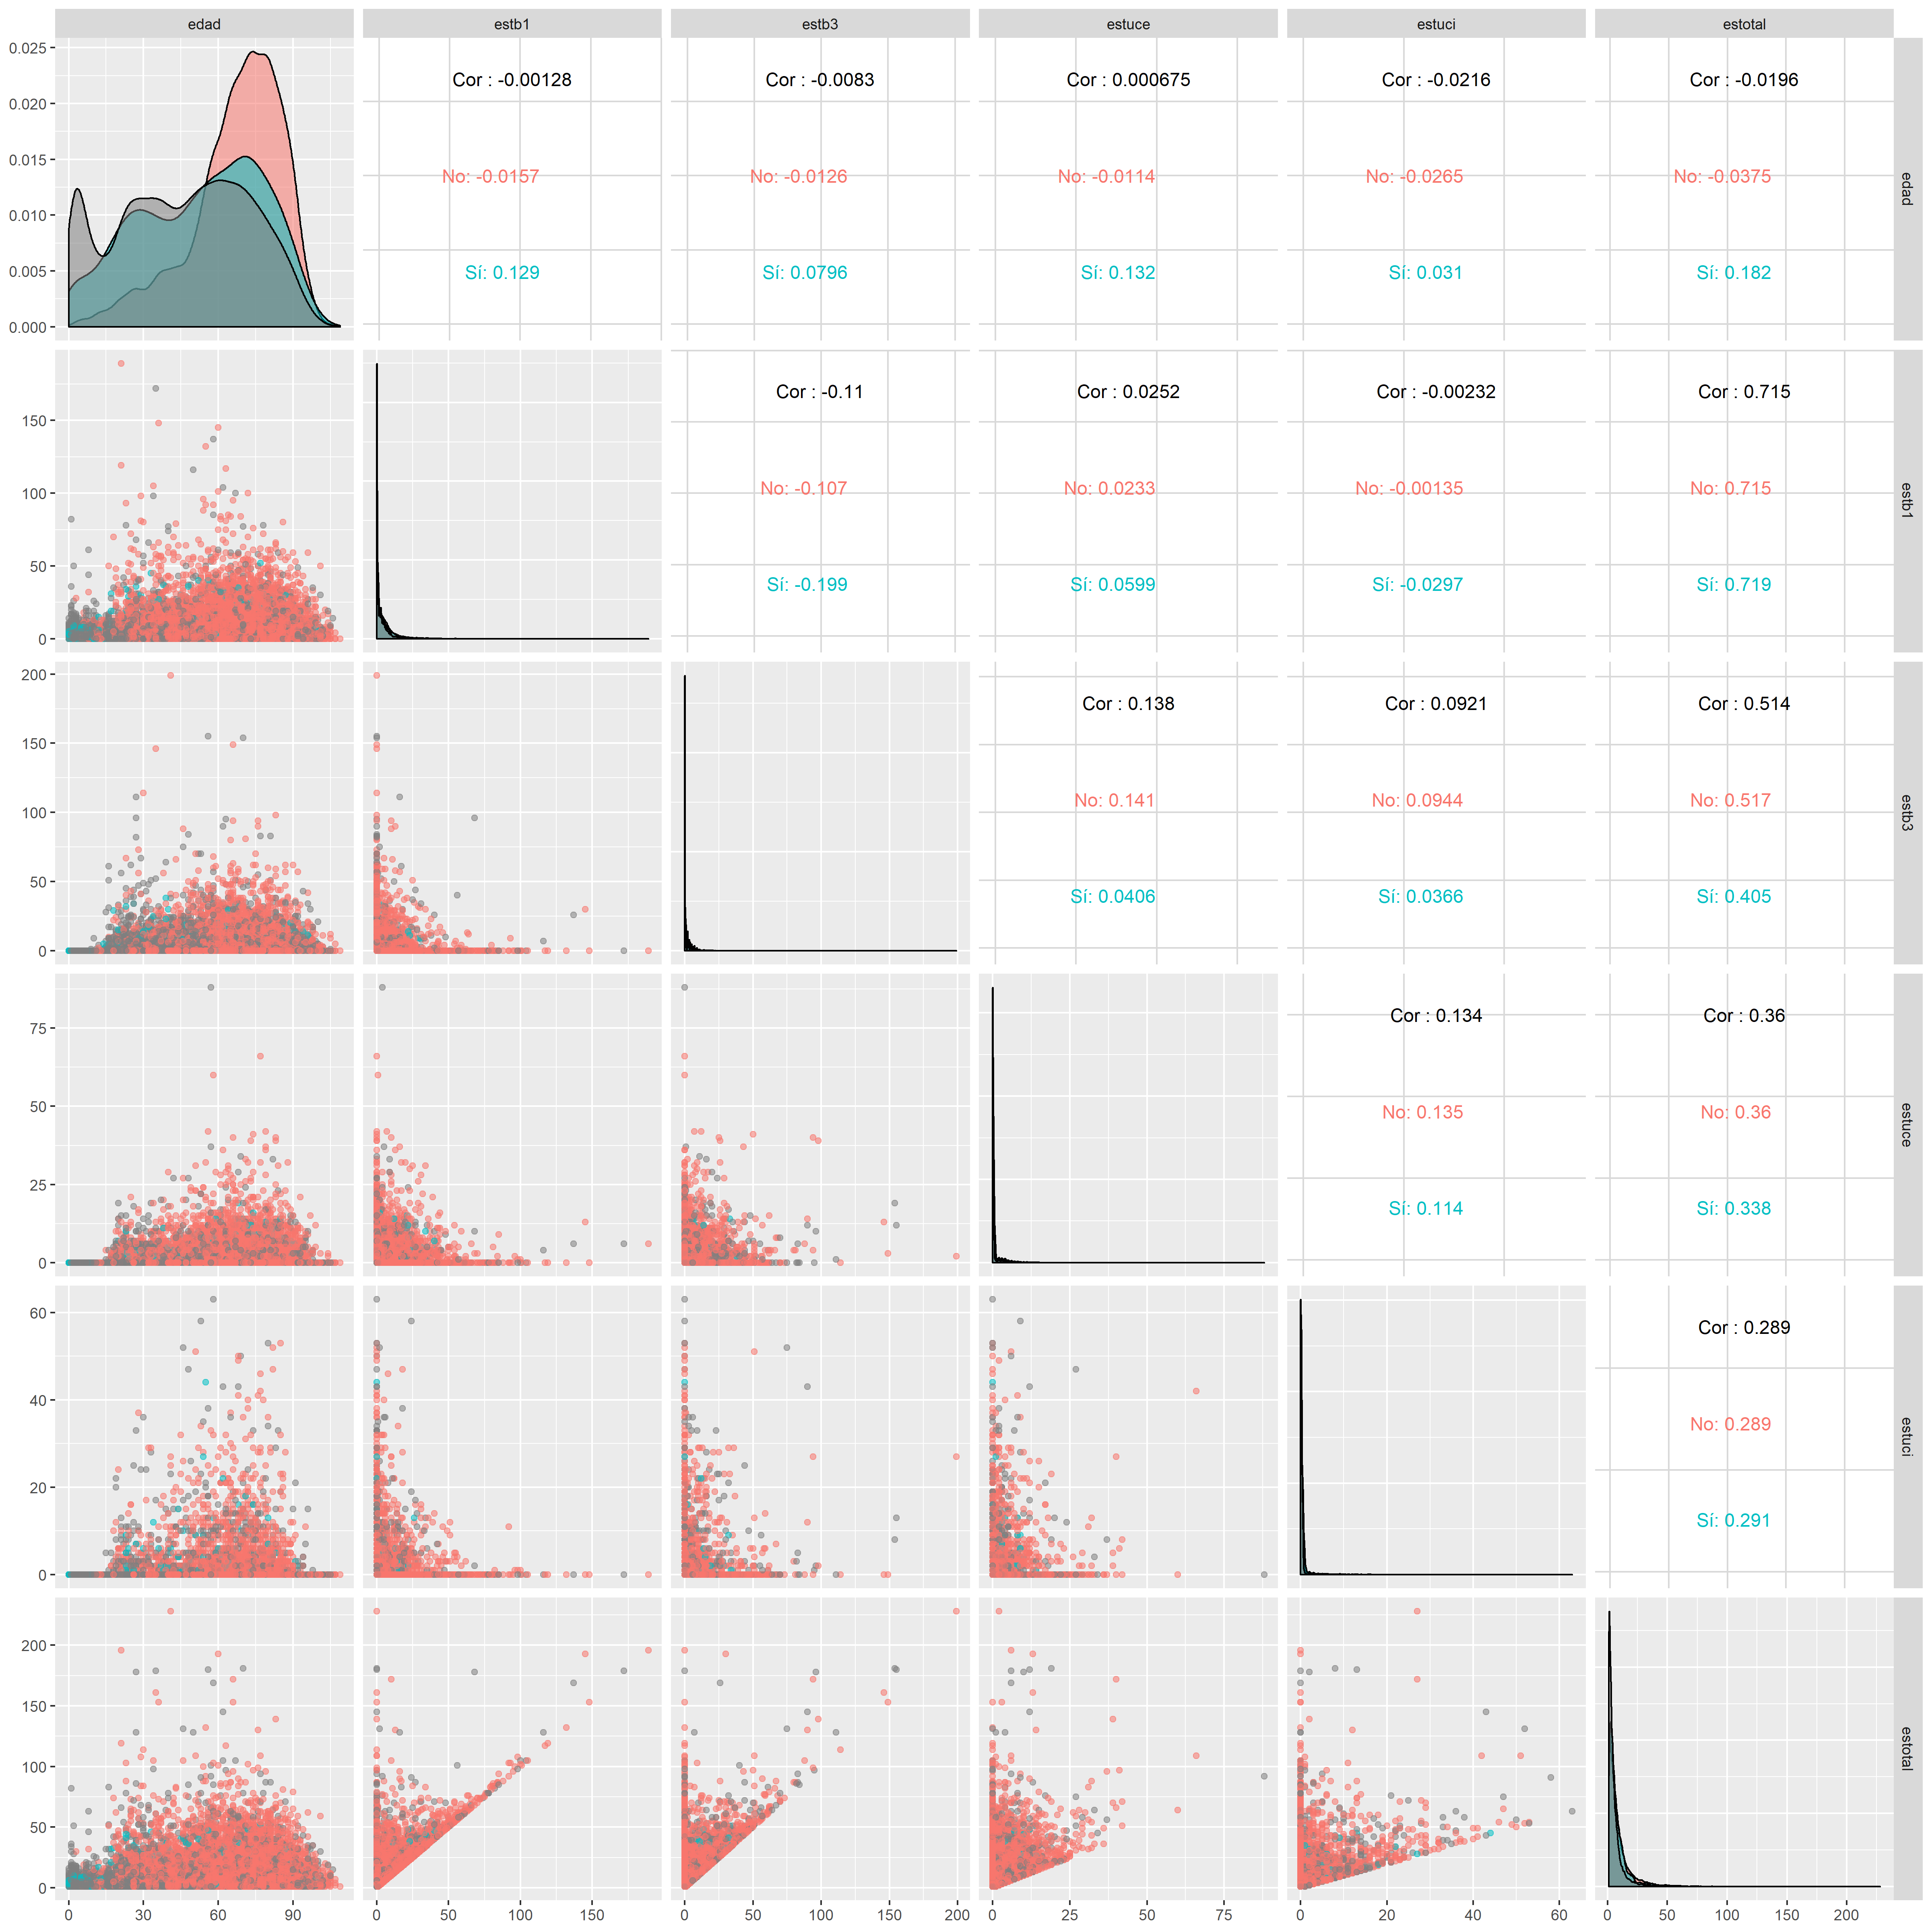 edad estb1 estb3 estuce estuci estotal
0.025
0.020
0.015
0.010
0.005
0.000
Cor : -0.00128
No: -0.0157
Sí: 0.129
Cor : -0.0083
No: -0.0126
Sí: 0.0796
Cor : 0.000675
No: -0.0114
Sí: 0.132
Cor : -0.0216
No: -0.0265
Sí: 0.031
Cor : -0.0196
No: -0.0375
Sí: 0.182
edad
150
100
50
0
Cor : -0.11
No: -0.107
Sí: -0.199
Cor : 0.0252
No: 0.0233
Sí: 0.0599
Cor : -0.00232
No: -0.00135
Sí: -0.0297
Cor : 0.715
No: 0.715
Sí: 0.719
estb1
200
150
100
50
0
Cor : 0.138
No: 0.141
Sí: 0.0406
Cor : 0.0921
No: 0.0944
Sí: 0.0366
Cor : 0.514
No: 0.517
Sí: 0.405
estb3
75
50
25
0
Cor : 0.134
No: 0.135
Sí: 0.114
Cor : 0.36
No: 0.36
Sí: 0.338
estuce
60
40
20
0
Cor : 0.289
No: 0.289
Sí: 0.291
estuci
200
150
100
50
0
estotal
0 30 60 90
0 50 100 150
0 50 100 150 200
0 25 50 75
0 20 40 60
0 50 100 150 200